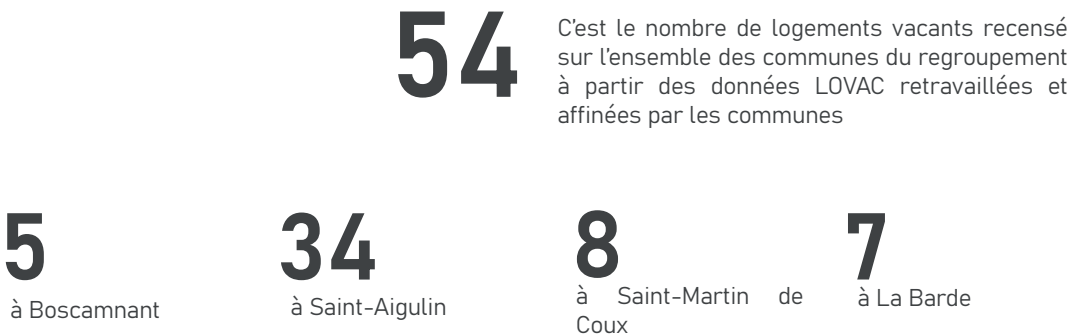 54
C'est le nombre de logements vacants recensé
sur l'ensemble des communes du regroupement
à partir des données LOVAC retravaillées et
affinées par les communes
5
à Boscamnant
34
à Saint-Aigulin
8
à Saint-Martin de
Coux
7
à La Barde